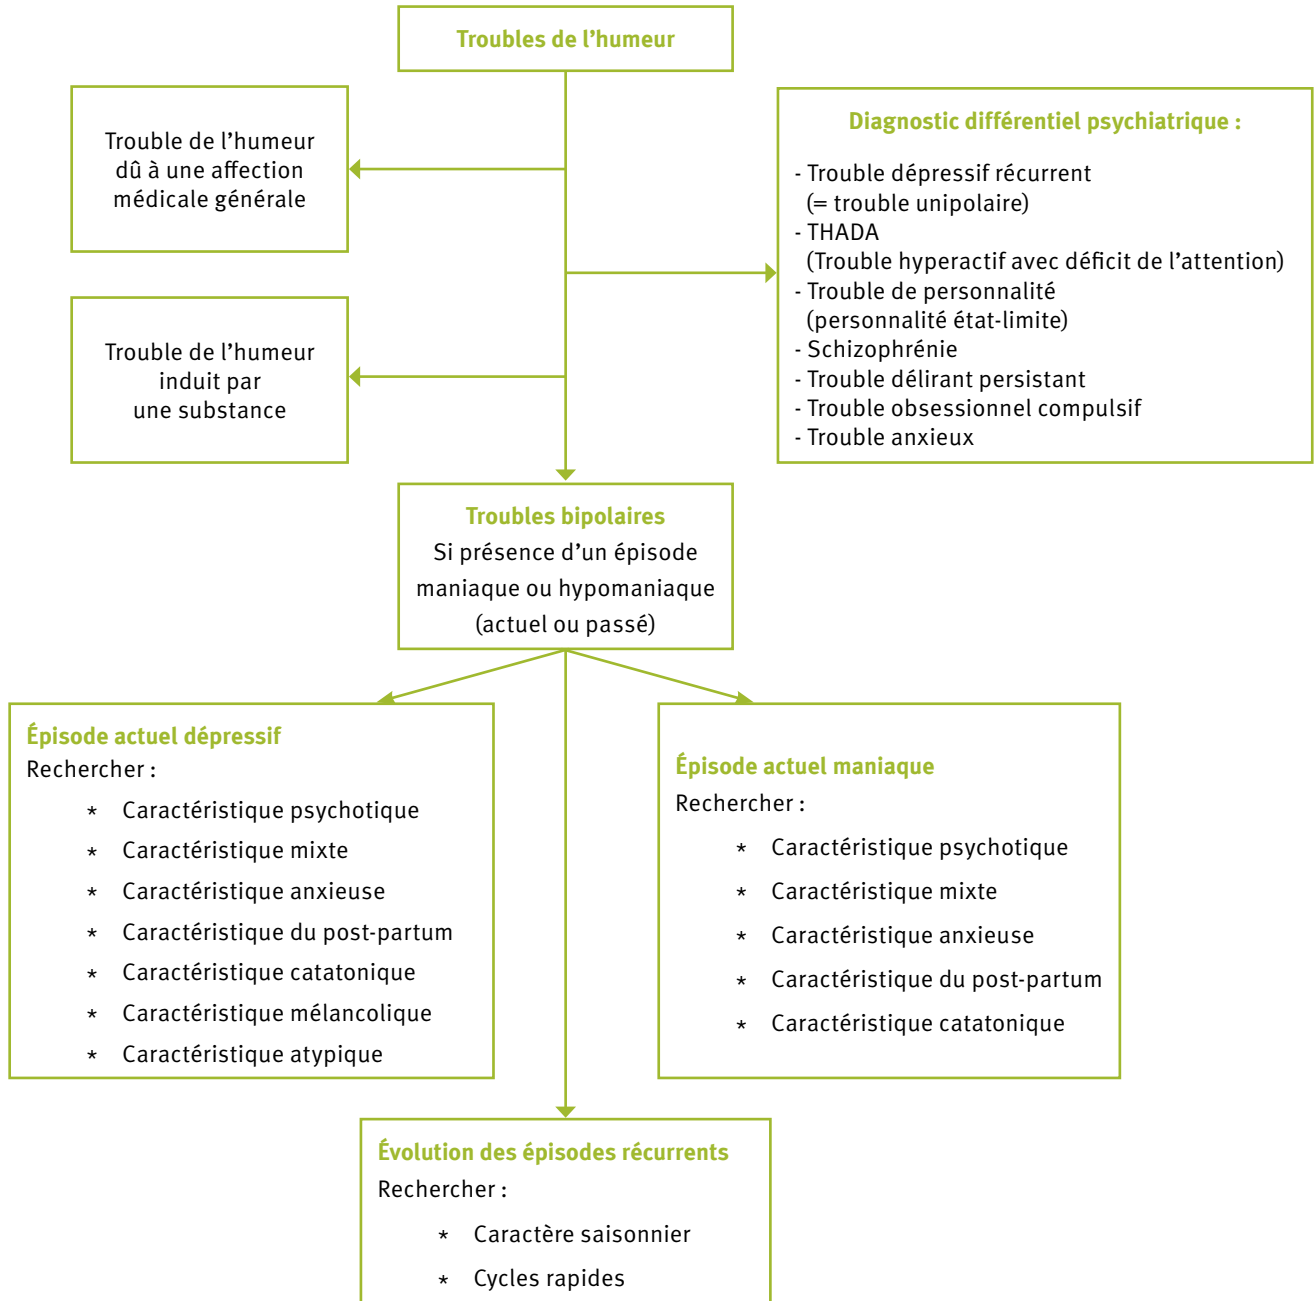 Troubles de l’humeur
Trouble de l’humeur
dû à une affection
médicale générale
Diagnostic différentiel psychiatrique :
- Trouble dépressif récurrent
(= trouble unipolaire)
- THADA
(Trouble hyperactif avec déficit de l’attention)
- Trouble de personnalité
(personnalité état-limite)
- Schizophrénie
- Trouble délirant persistant
- Trouble obsessionnel compulsif
- Trouble anxieux
Trouble de l’humeur
induit par
une substance
Troubles bipolaires
Si présence d’un épisode
maniaque ou hypomaniaque
(actuel ou passé)
Épisode actuel dépressif
Rechercher :
* Caractéristique psychotique
* Caractéristique mixte
* Caractéristique anxieuse
* Caractéristique du post-partum
* Caractéristique catatonique
* Caractéristique mélancolique
* Caractéristique atypique
Épisode actuel maniaque
Rechercher :
* Caractéristique psychotique
* Caractéristique mixte
* Caractéristique anxieuse
* Caractéristique du post-partum
* Caractéristique catatonique
Évolution des épisodes récurrents
Rechercher :
* Caractère saisonnier
* Cycles rapides